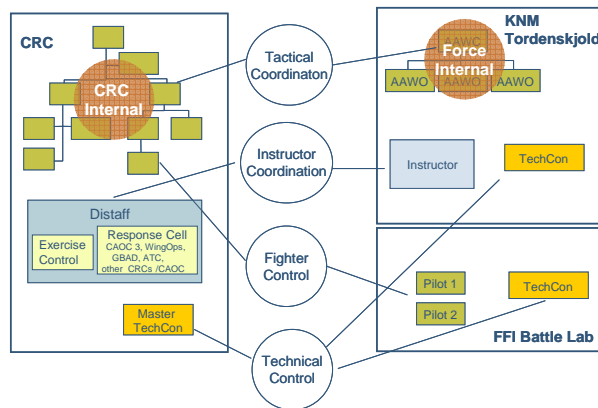 CRC
CRC
Internal
Distaff
Exercise
Control
Response Cell
CAOC 3, WingOps,
GBAD, ATC,
other CRCs /CAOC
Master
TechCon
Tactical
Coordinaton
Instructor
Coordination
Fighter
Control
Technical
Control
KNM
Tordenskjold
AAWC
Force
Internal
AAWO AAWO AAWO
Instructor
TechCon
Pilot 1
Pilot 2
TechCon
FFI Battle Lab